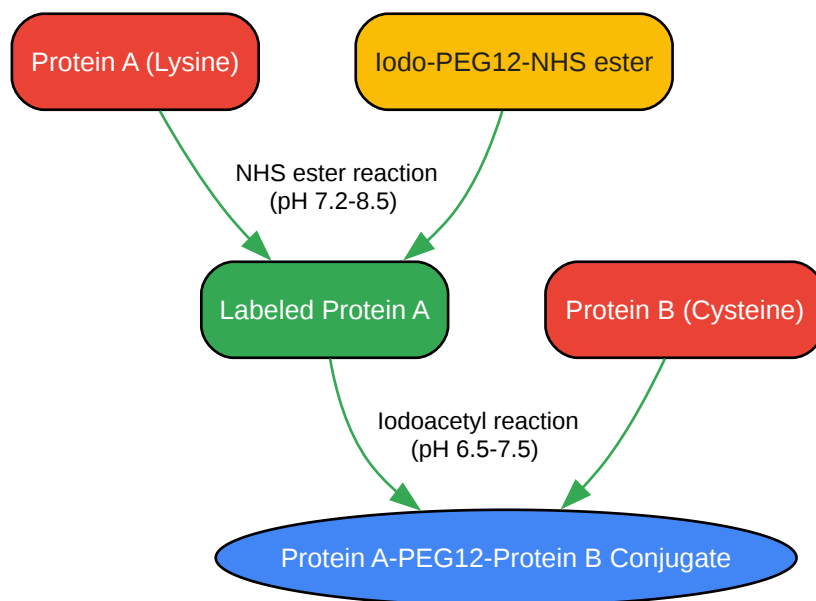 Protein A (Lysine)
Iodo-PEG12-NHS ester
NHS ester reaction
(pH 7.2-8.5)
Labeled Protein A
Protein B (Cysteine)
Iodoacetyl reaction
(pH 6.5-7.5)
Protein A-PEG12-Protein B Conjugate